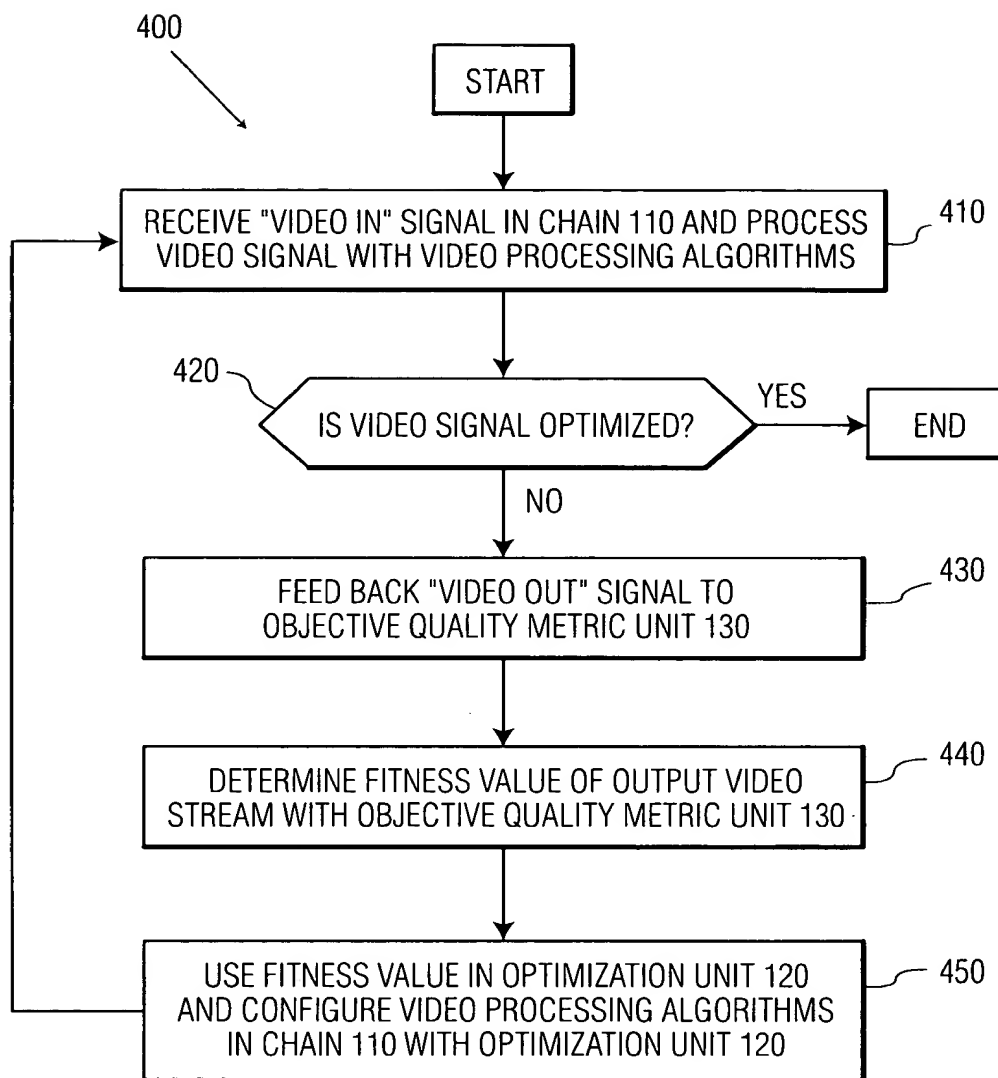 400
START
RECEIVE "VIDEO IN" SIGNAL IN CHAIN 110 AND PROCESS
VIDEO SIGNAL WITH VIDEO PROCESSING ALGORITHMS
410
420
IS VIDEO SIGNAL OPTIMIZED?
YES
END
NO
FEED BACK "VIDEO OUT" SIGNAL TO
OBJECTIVE QUALITY METRIC UNIT 130
430
DETERMINE FITNESS VALUE OF OUTPUT VIDEO
STREAM WITH OBJECTIVE QUALITY METRIC UNIT 130
440
USE FITNESS VALUE IN OPTIMIZATION UNIT 120
AND CONFIGURE VIDEO PROCESSING ALGORITHMS
IN CHAIN 110 WITH OPTIMIZATION UNIT 120
450